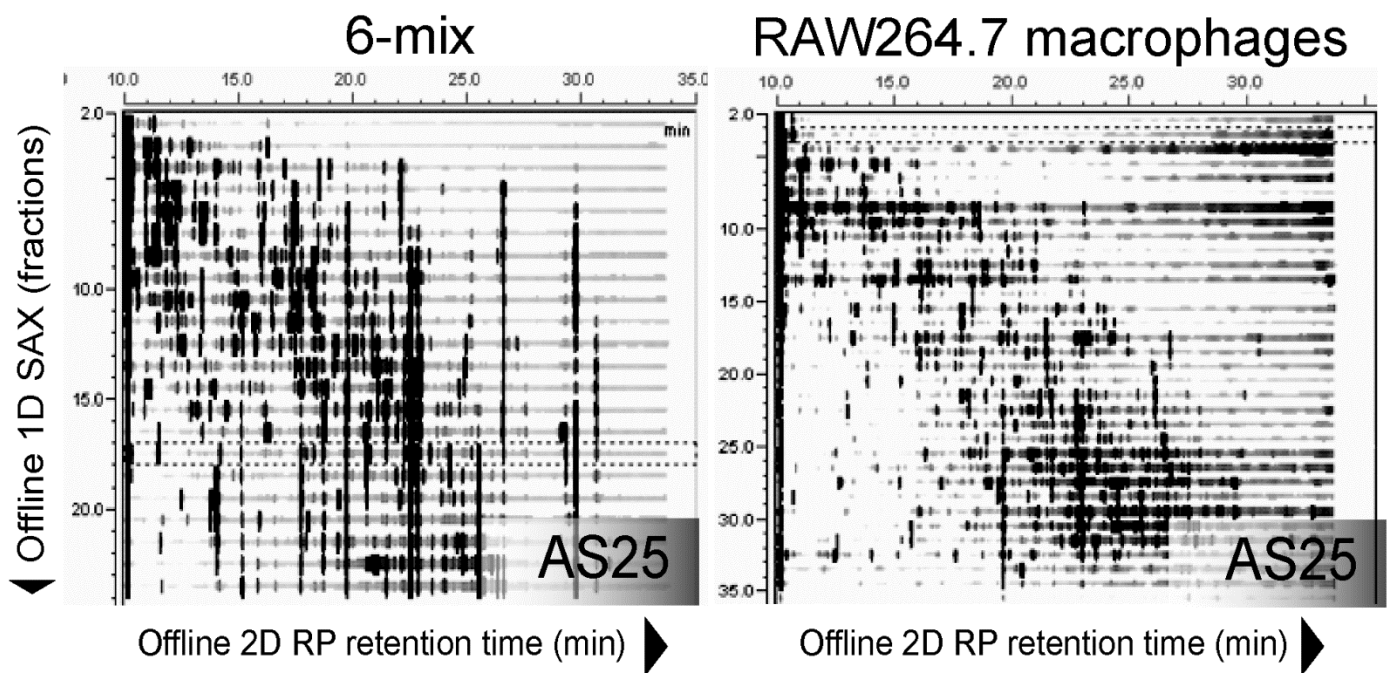 6-mix
RAW264.7 macrophages
10.0 15.0 20.0 25.0 30.0 35.0
10.0 15.0 20.0 25.0 30.0
min
2.0
10.0
15.0
20.0
2.0
10.0
15.0
20.0
25.0
30.0
35.0
◀ Offline 1D SAX (fractions)
AS25
AS25
Offline 2D RP retention time (min) ▶
Offline 2D RP retention time (min) ▶